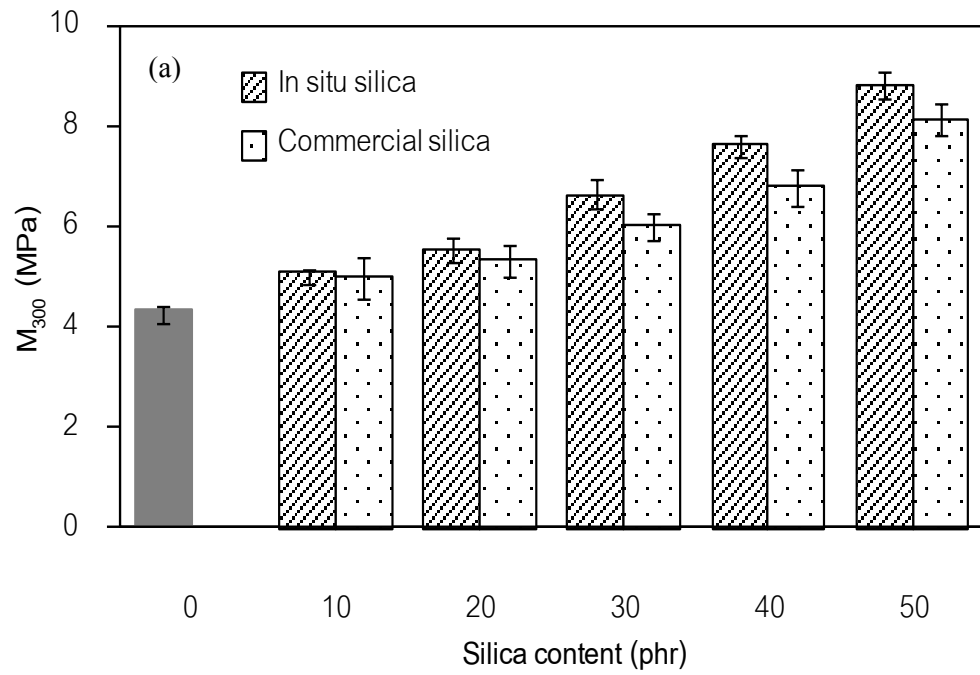 10
(a)
In situ silica
8
Commercial silica
6
M300 (MPa)
4
2
0
0 10 20 30 40 50
Silica content (phr)